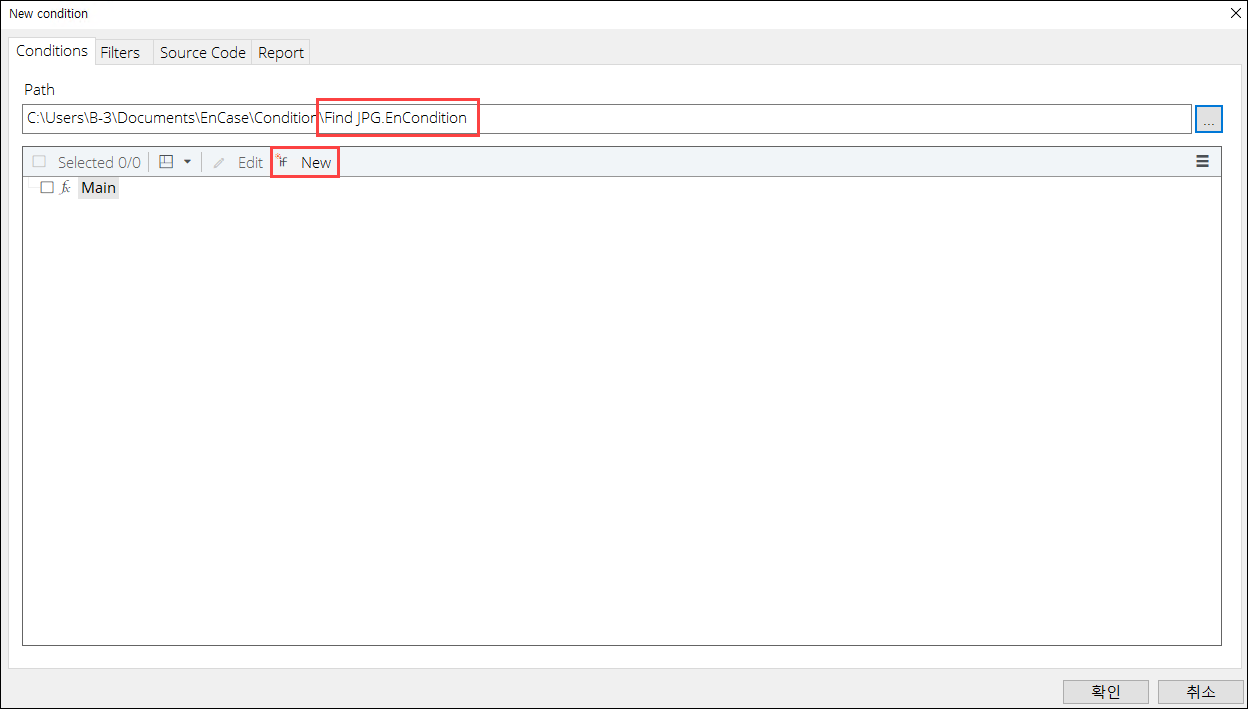 New condition
Conditions Filters Source Code Report
Path
C:\Users\B-3\Documents\EnCase\Condition\Find JPG.EnCondition ...
Selected 0/0 Edit if New
fx Main
확인 취소